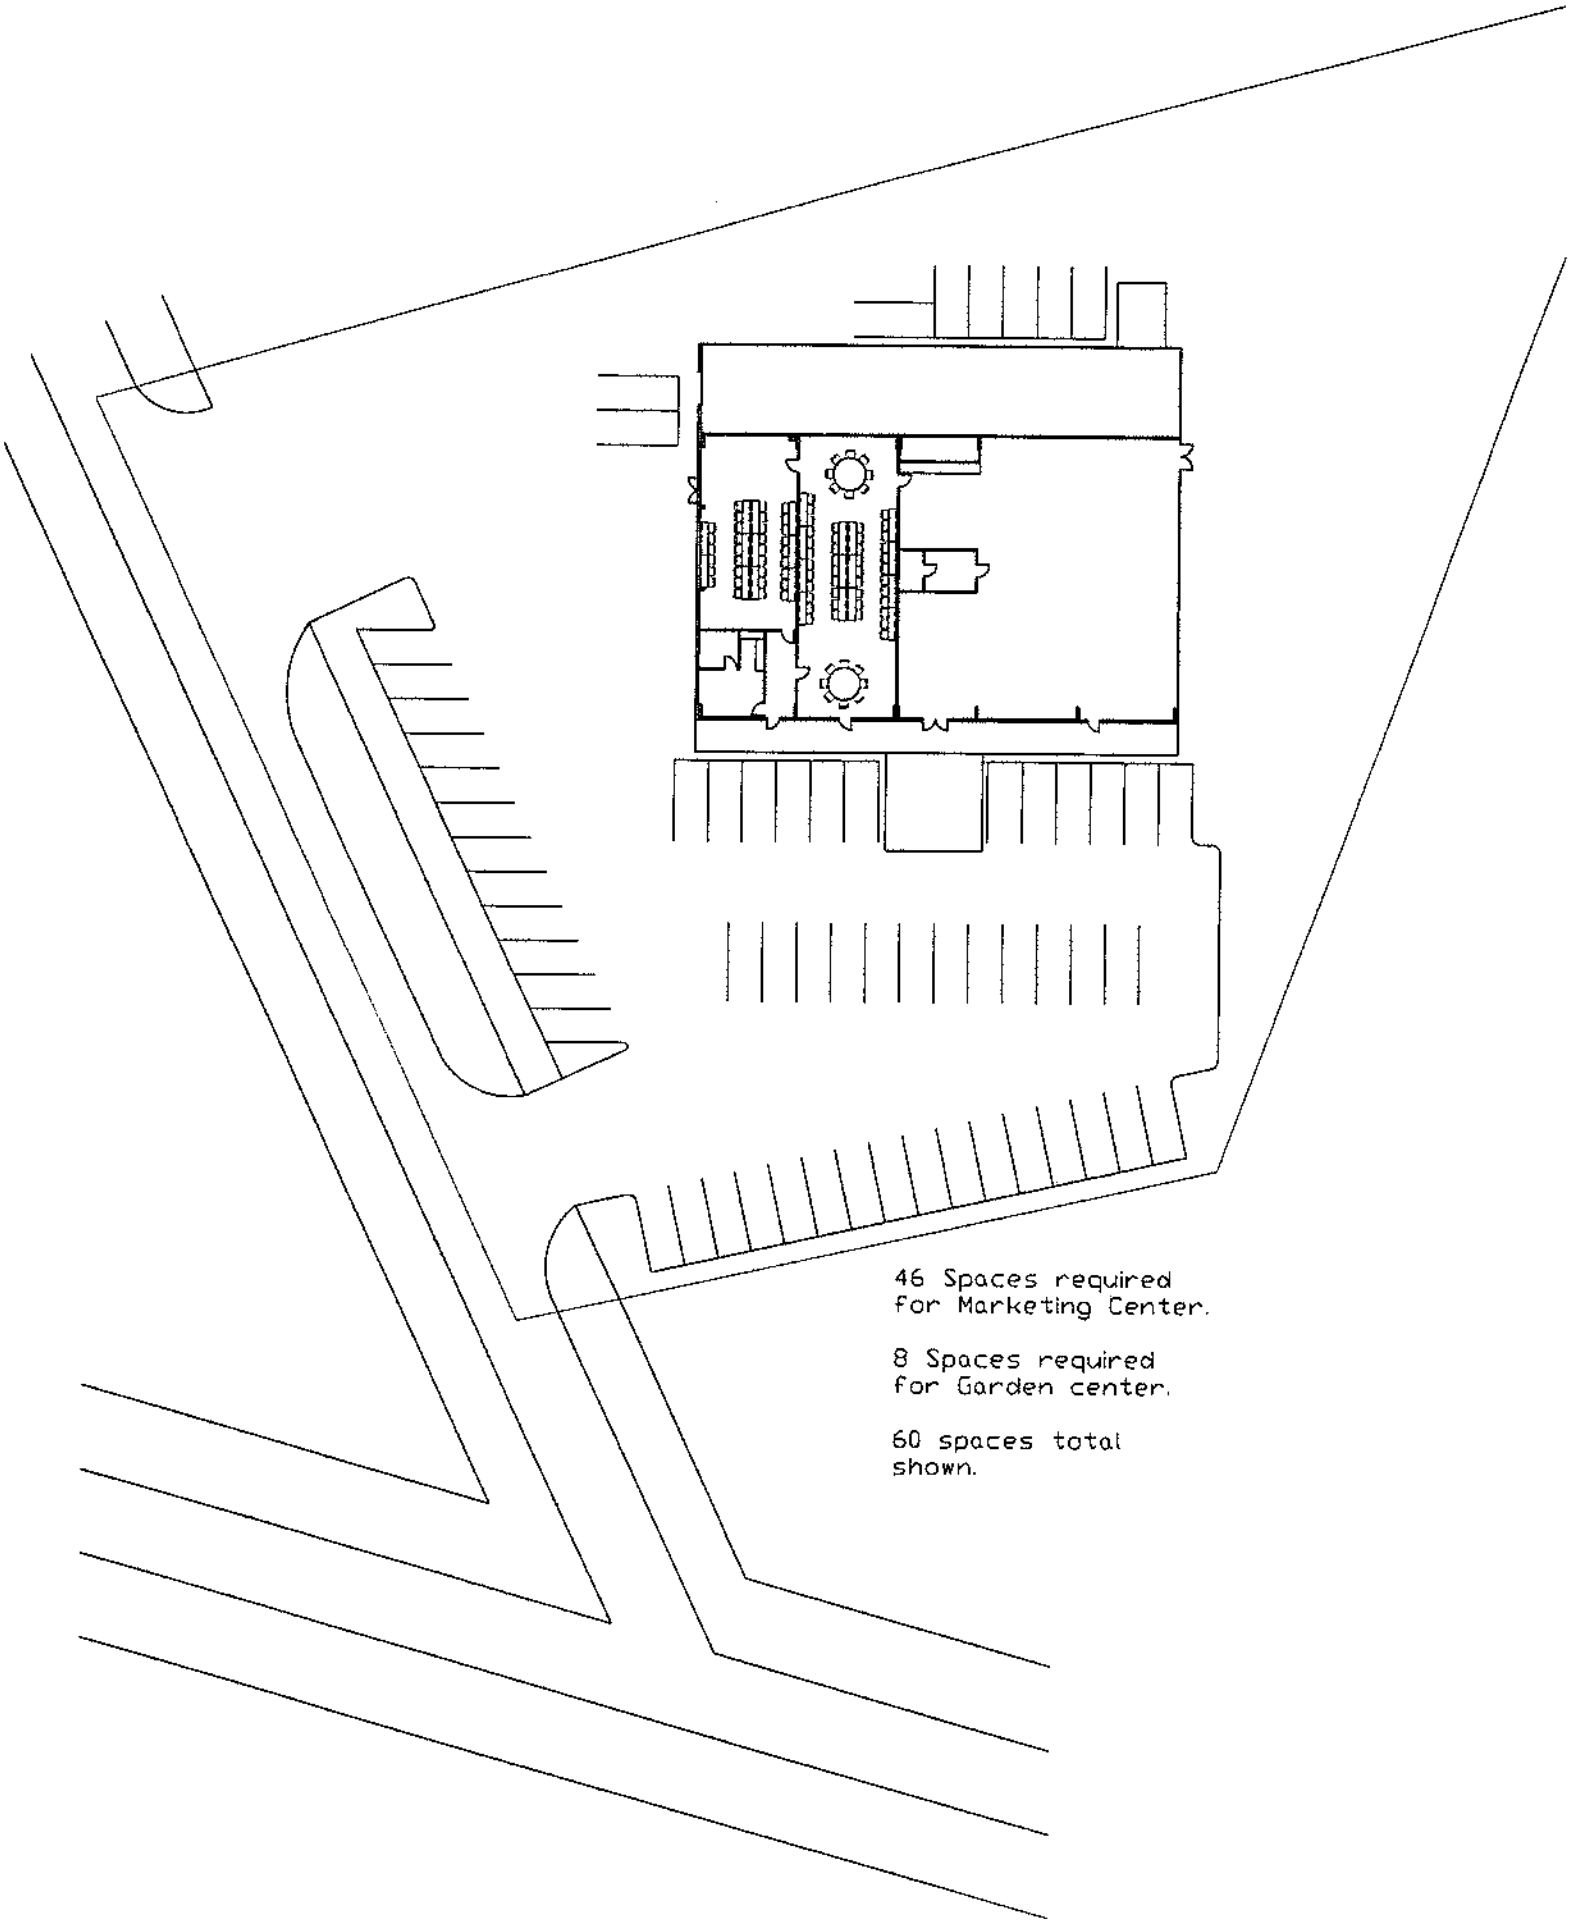 46 Spaces required
for Marketing Center.
8 Spaces required
for Garden center.
60 spaces total
shown.